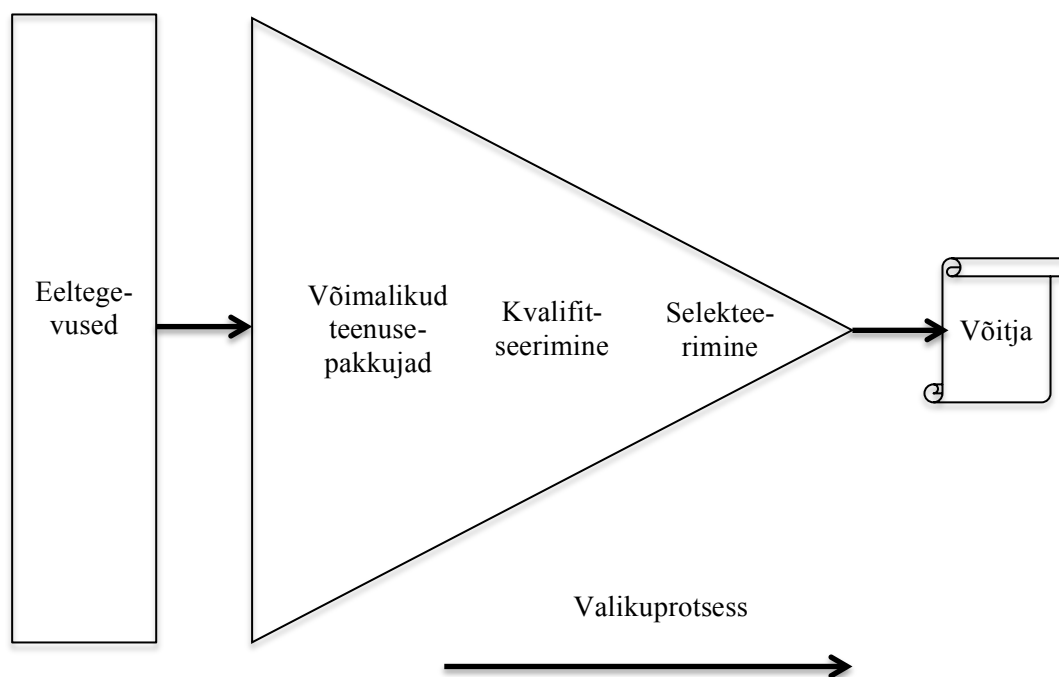 Eeltege-
vused
Võimalikud
teenuse-
pakkujad
Kvalifit-
seerimine
Selektee-
rimine
Võitja
Valikuprotsess